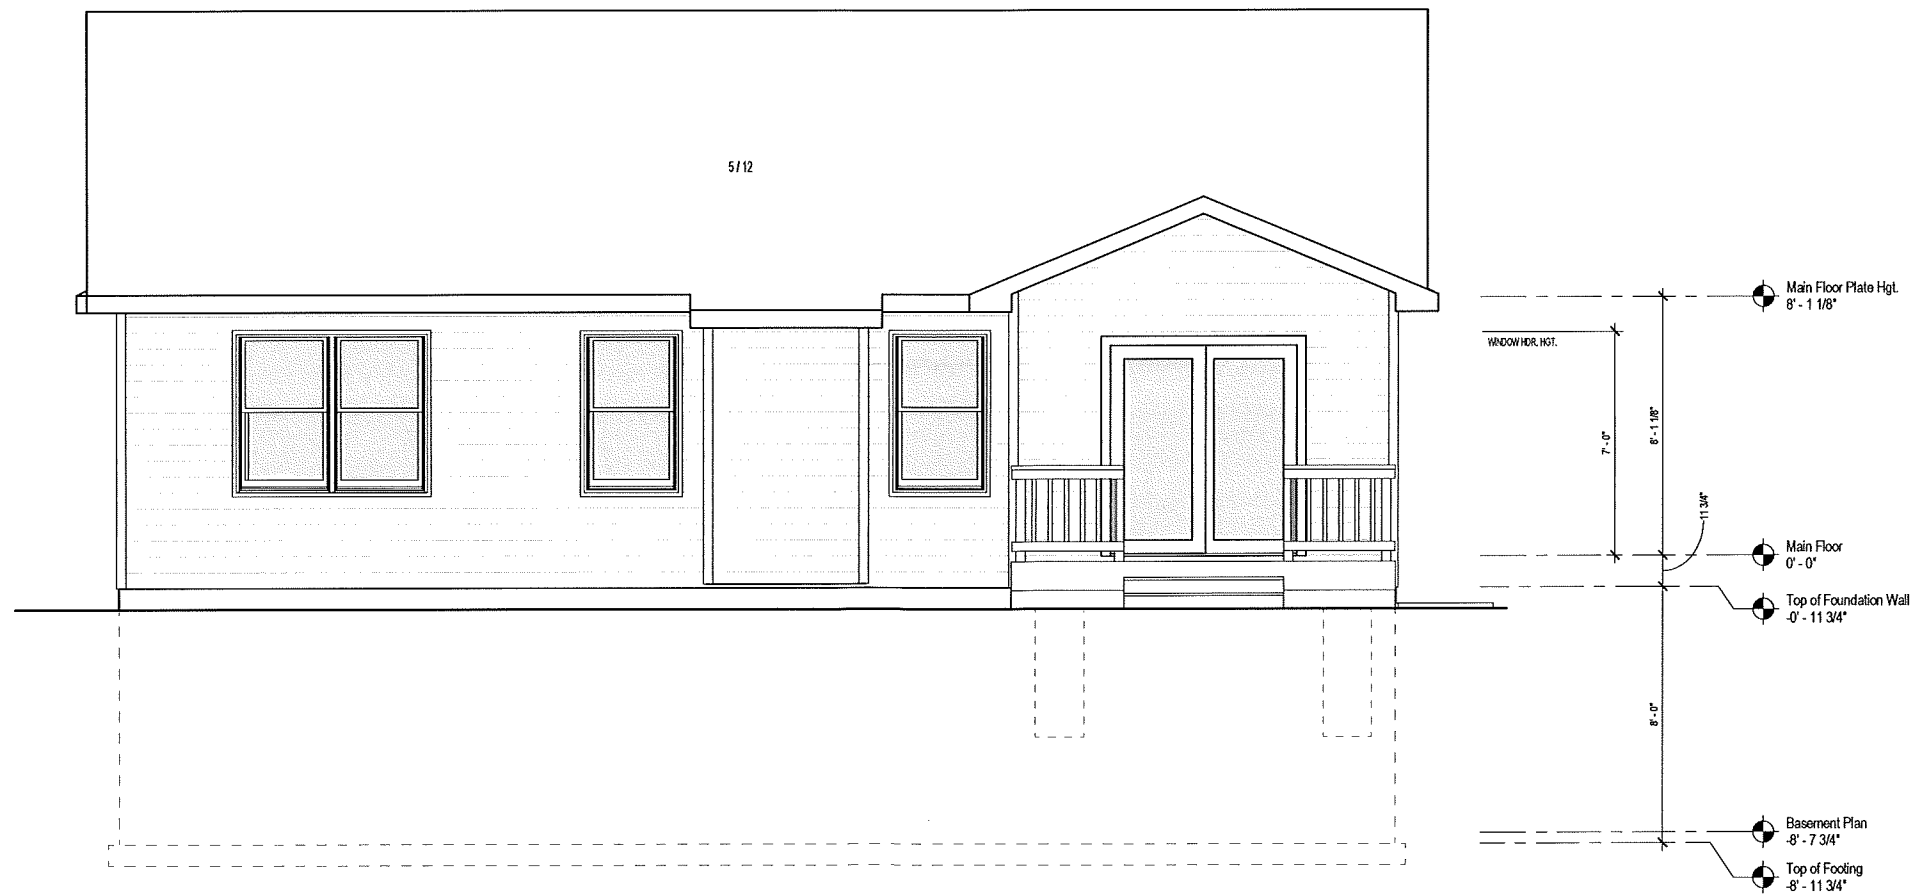 5 / 12
Main Floor Plate Hgt.
8' - 1 1/8"
WINDOW HDR. HGT.
7' - 0"
8' - 1 1/8"
11 3/4"
Main Floor
0' - 0"
Top of Foundation Wall
-0' - 11 3/4"
8' - 0"
Basement Plan
-8' - 7 3/4"
Top of Footing
-8' - 11 3/4"